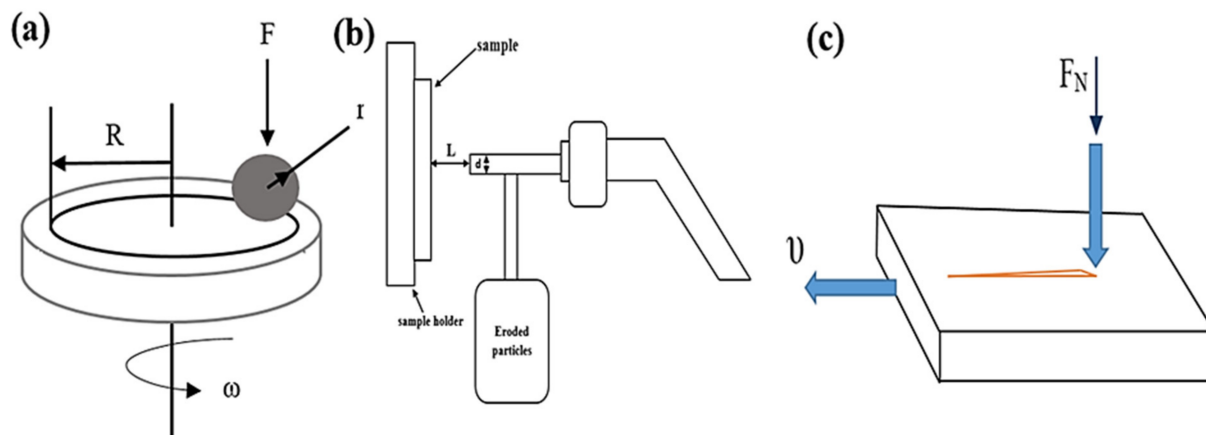 (a)
F
r
R
ω
(b)
sample
L
d
sample holder
Eroded
particles
(c)
F_N
υ